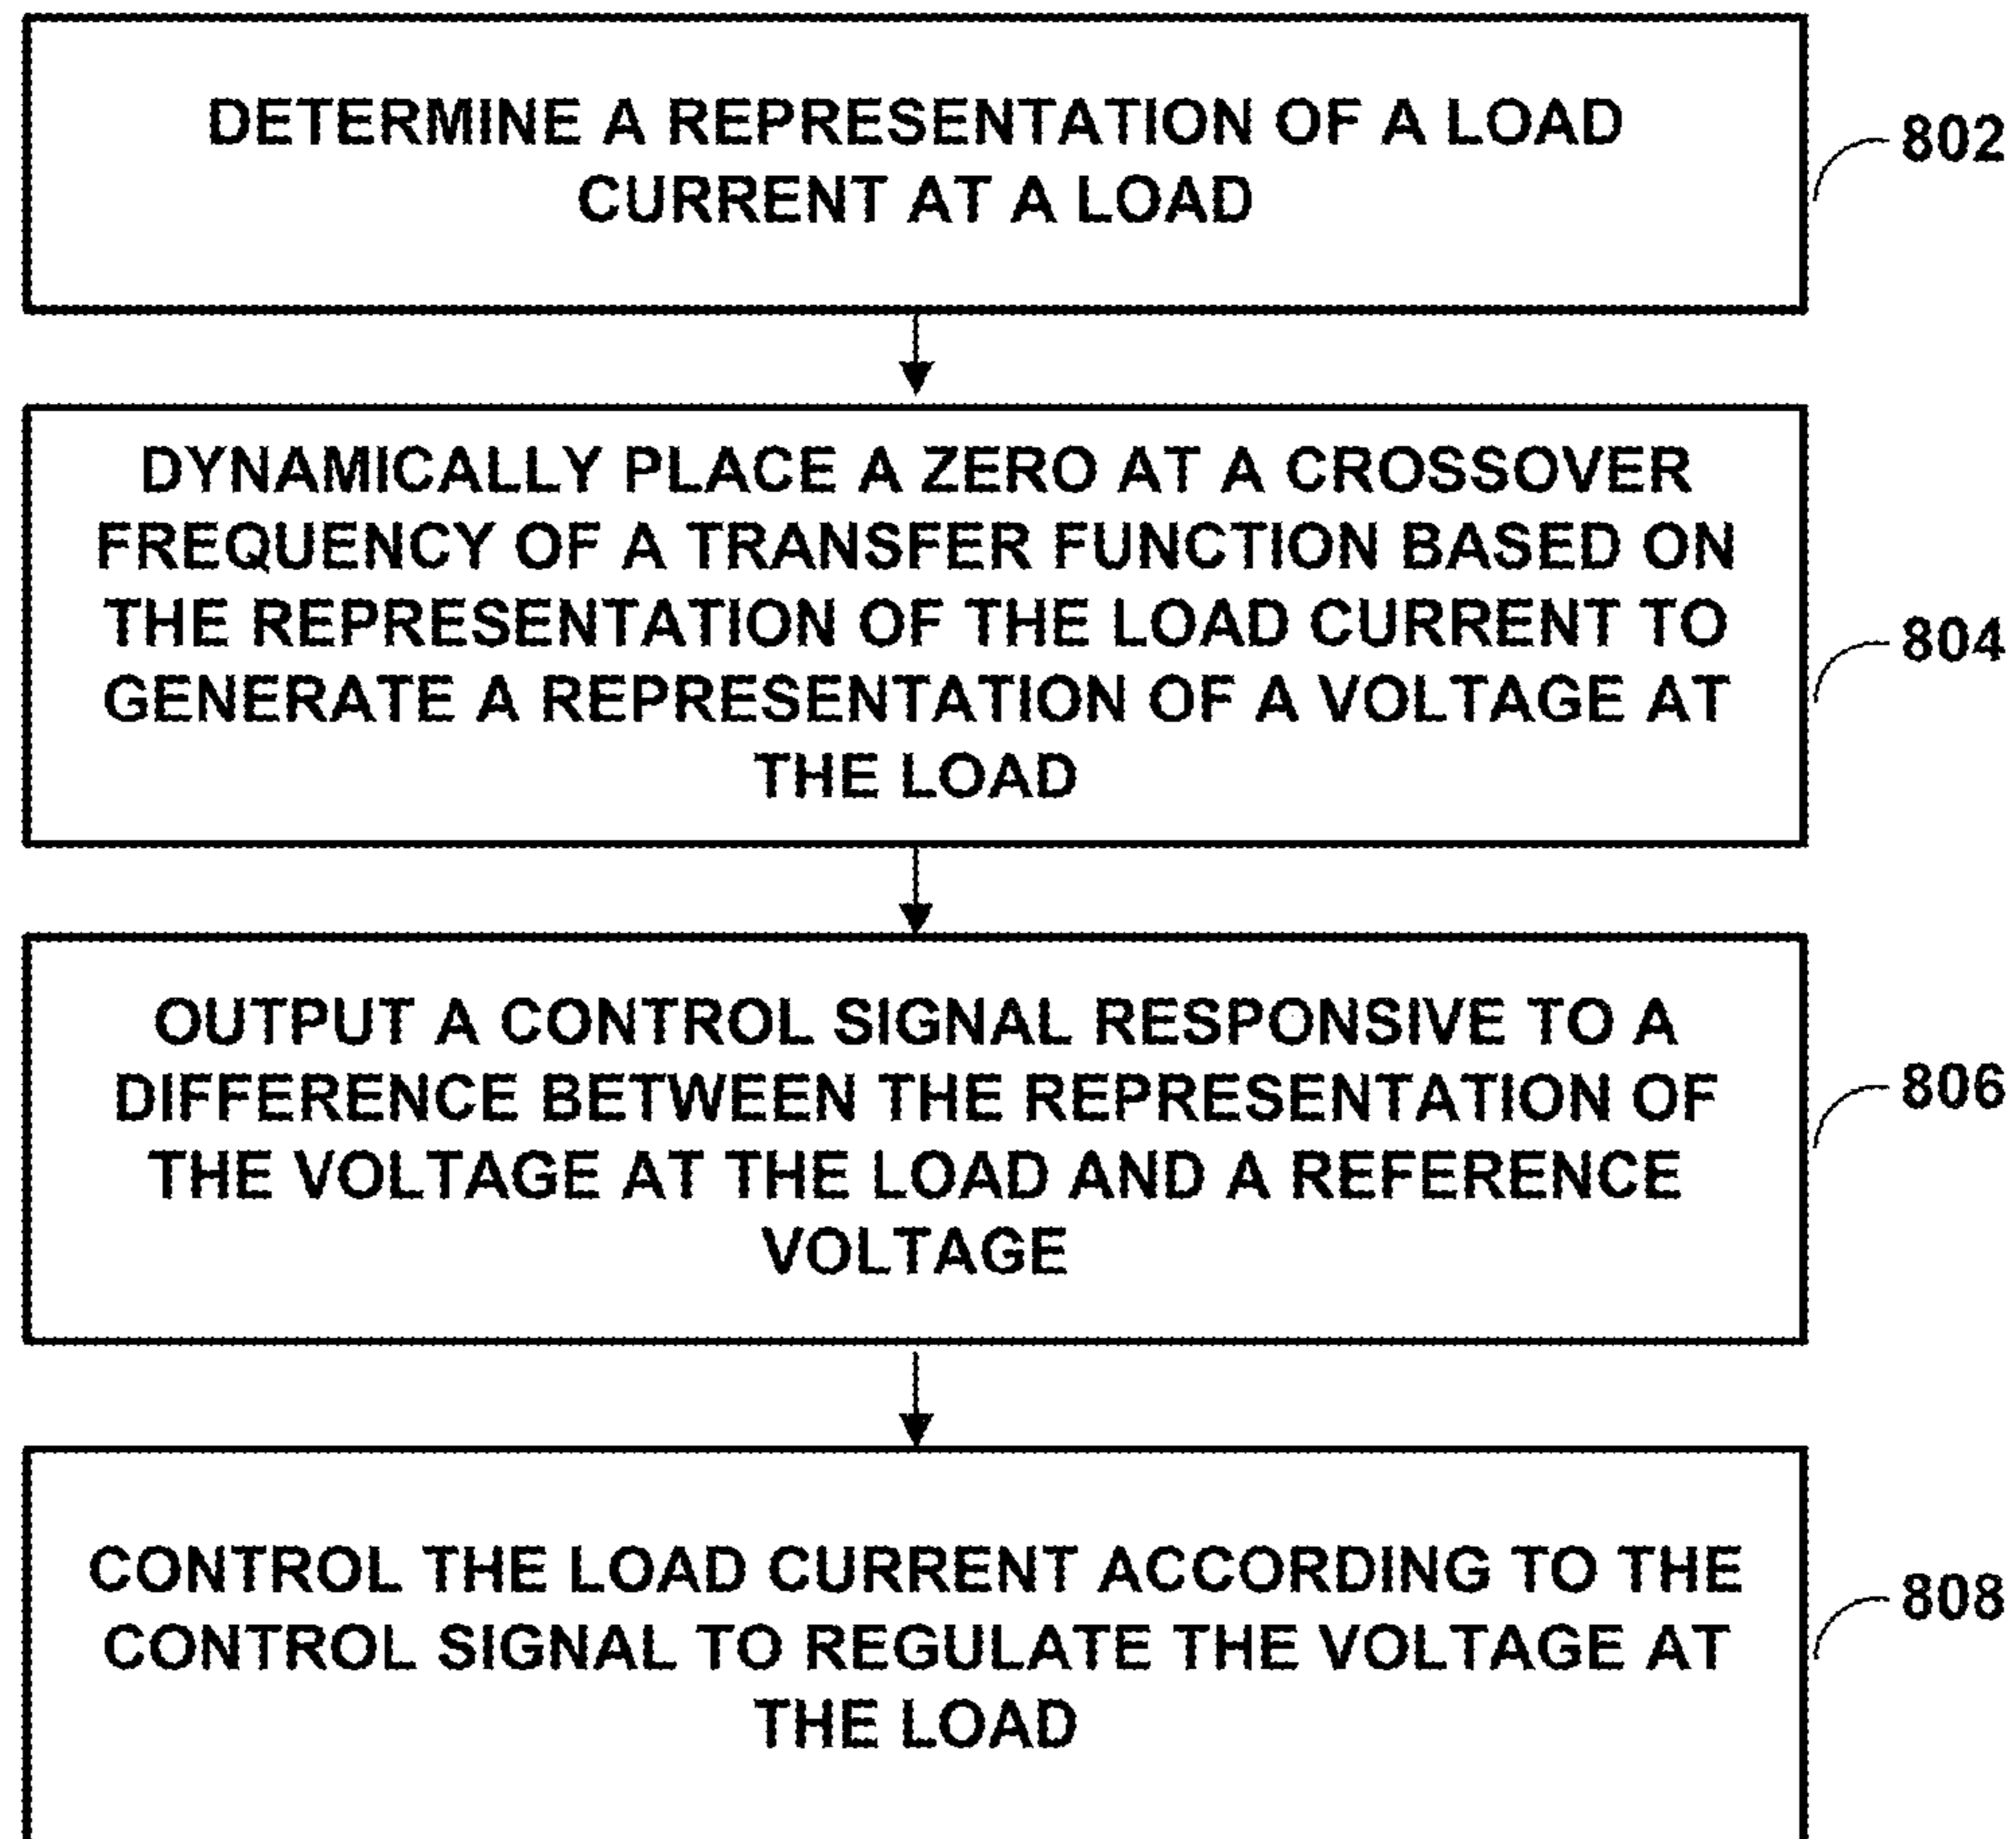 DETERMINE A REPRESENTATION OF A LOAD
CURRENT AT A LOAD
802
DYNAMICALLY PLACE A ZERO AT A CROSSOVER
FREQUENCY OF A TRANSFER FUNCTION BASED ON
THE REPRESENTATION OF THE LOAD CURRENT TO
GENERATE A REPRESENTATION OF A VOLTAGE AT
THE LOAD
804
OUTPUT A CONTROL SIGNAL RESPONSIVE TO A
DIFFERENCE BETWEEN THE REPRESENTATION OF
THE VOLTAGE AT THE LOAD AND A REFERENCE
VOLTAGE
806
CONTROL THE LOAD CURRENT ACCORDING TO THE
CONTROL SIGNAL TO REGULATE THE VOLTAGE AT
THE LOAD
808